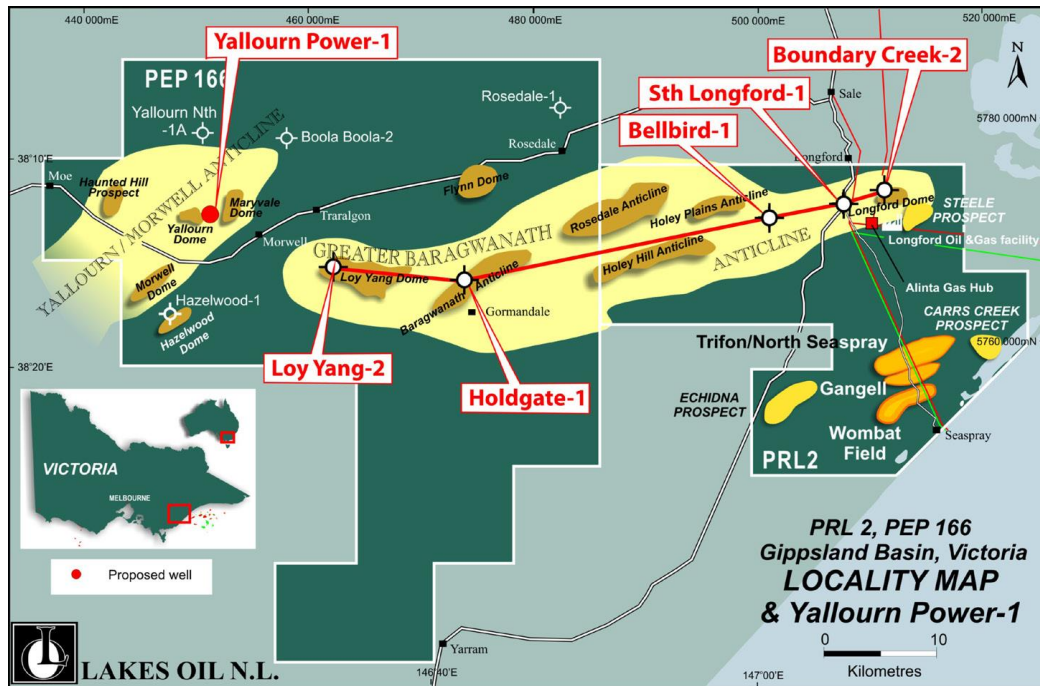 440 000mE
460 000mE
480 000mE
500 000mE
520 000mE
Yallourn Power-1
PEP 166
Boundary Creek-2
N
Sth Longford-1
Sale
Rosedale-1
Yallourn Nth
-1A
Boola Boola-2
Bellbird-1
5780 000mN
38°10'
Rosedale
Longford
Moe
Haunted Hill
Prospect
YALLOURN / MORWELL ANTICLINE
Maryvale
Dome
Yallourn
Dome
Flynn Dome
Traralgon
Rosedale Anticline
Holey Plains Anticline
Longford Dome
STEELE
PROSPECT
Morwell
GREATER BARAGWANATH
ANTICLINE
Longford Oil &Gas facility
Holey Hill Anticline
Morwell
Dome
Loy Yang Dome
Baragwanath Anticline
Alinta Gas Hub
Hazelwood-1
Hazelwood
Dome
Gormandale
CARRS CREEK
PROSPECT
Trifon/North Seaspray
5760 000mN
38°20'
Loy Yang-2
Holdgate-1
Gangell
ECHIDNA
PROSPECT
Wombat
Field
Seaspray
PRL2
VICTORIA
MELBOURNE
Proposed well
PRL 2, PEP 166
Gippsland Basin, Victoria
LOCALITY MAP
& Yallourn Power-1
0
10
Kilometres
Yarram
LAKES OIL N.L.
146°40'
147°00'